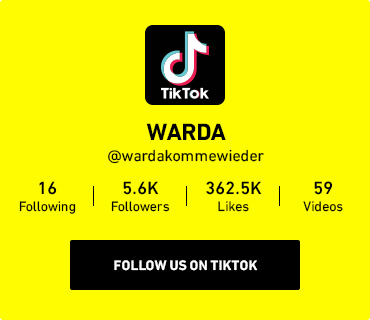 TikTok
WARDA
@wardakommewieder
16 5.6K 362.5K 59
Following Followers Likes Videos
FOLLOW US ON TIKTOK